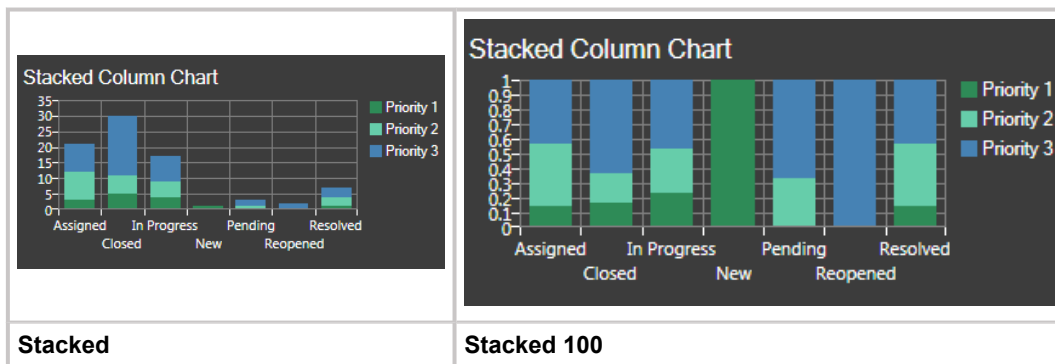 Stacked Column Chart
35
30
25
20
15
10
5
0
Assigned
Closed
In Progress
New
Pending
Reopened
Resolved
Priority 1
Priority 2
Priority 3
Stacked Column Chart
1
0.9
0.8
0.7
0.6
0.5
0.4
0.3
0.2
0.1
0
Assigned
Closed
In Progress
New
Pending
Reopened
Resolved
Priority 1
Priority 2
Priority 3
Stacked
Stacked 100